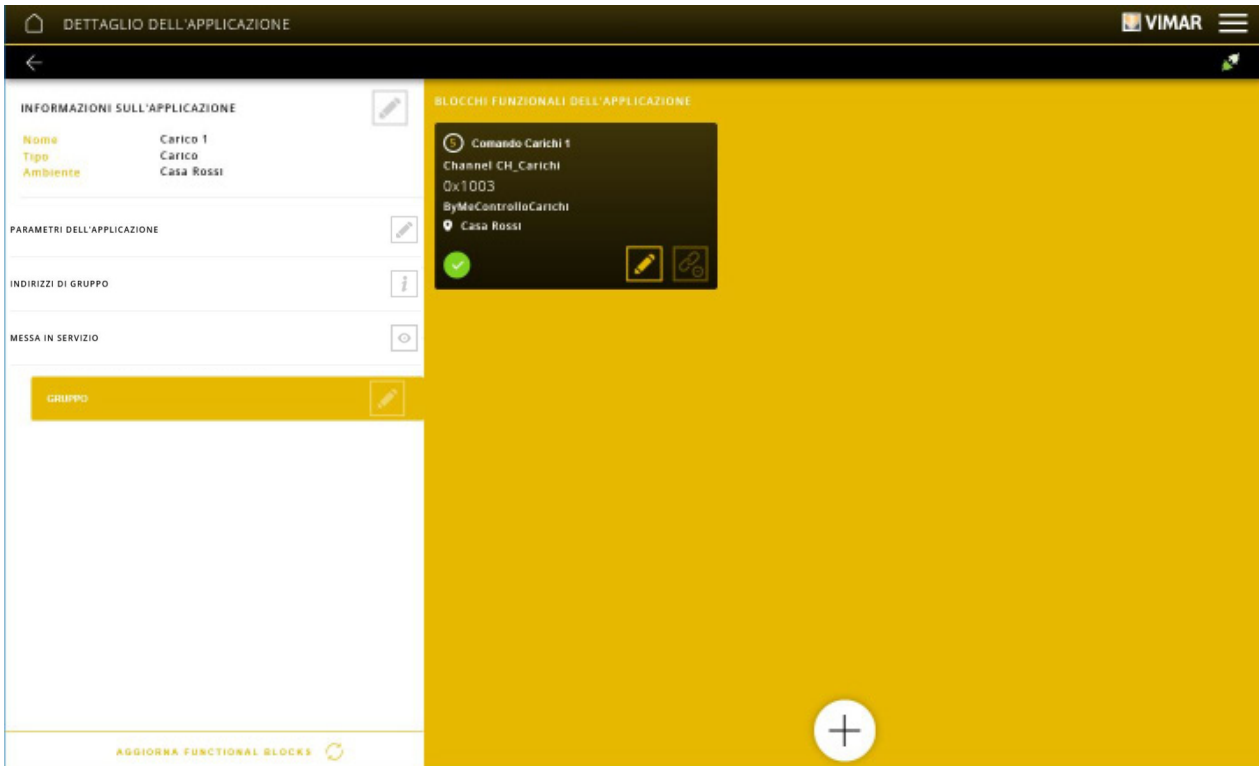 DETTAGLIO DELL'APPLICAZIONE
VIMAR
INFORMAZIONI SULL'APPLICAZIONE
Nome Carico 1
Tipo Carico
Ambiente Casa Rossi
PARAMETRI DELL'APPLICAZIONE
INDIRIZZI DI GRUPPO
i
MESSA IN SERVIZIO
GRUPPO
AGGIORNA FUNCTIONAL BLOCKS
BLOCCHI FUNZIONALI DELL'APPLICAZIONE
5 Comando Carichi 1
Channel CH_Carichi
0x1003
ByMeControlloCarichi
Casa Rossi